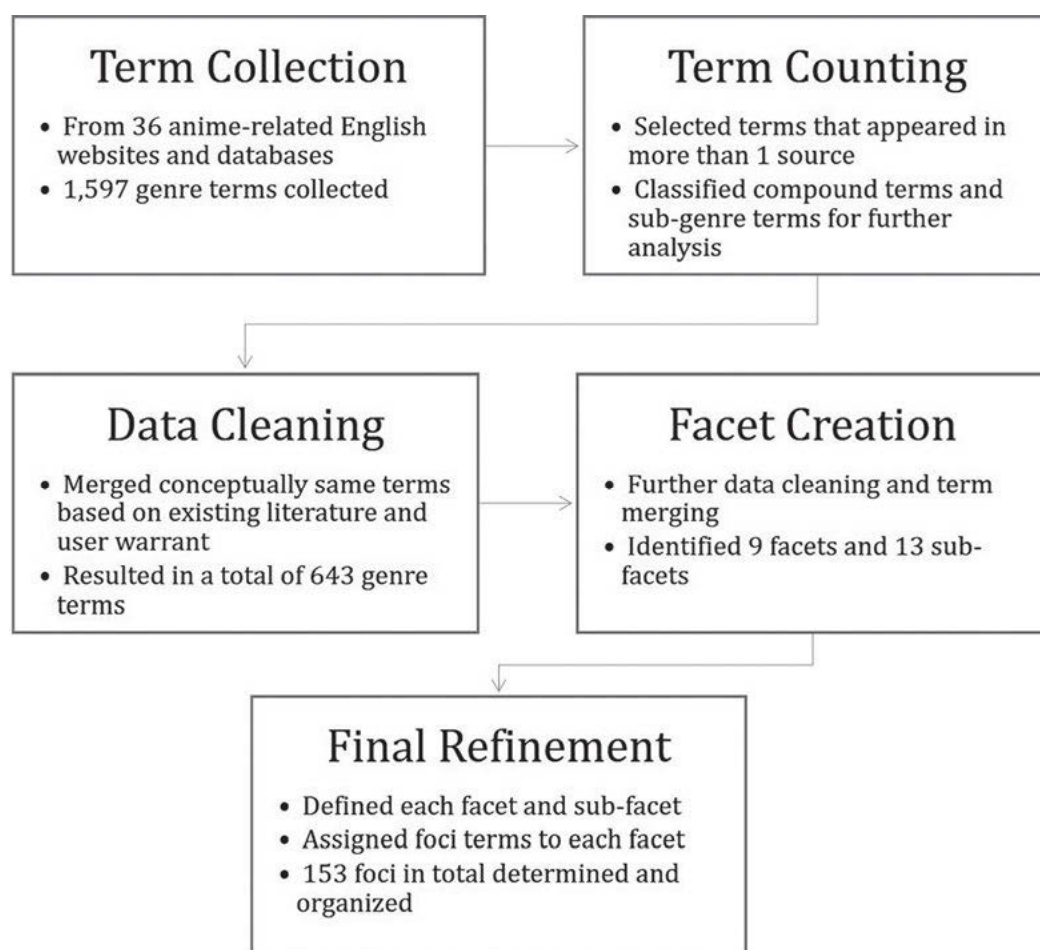 Term Collection
• From 36 anime-related English
websites and databases
• 1,597 genre terms collected
Term Counting
• Selected terms that appeared in
more than 1 source
• Classified compound terms and
sub-genre terms for further
analysis
Data Cleaning
• Merged conceptually same terms
based on existing literature and
user warrant
• Resulted in a total of 643 genre
terms
Facet Creation
• Further data cleaning and term
merging
• Identified 9 facets and 13 sub-
facets
Final Refinement
• Defined each facet and sub-facet
• Assigned foci terms to each facet
• 153 foci in total determined and
organized